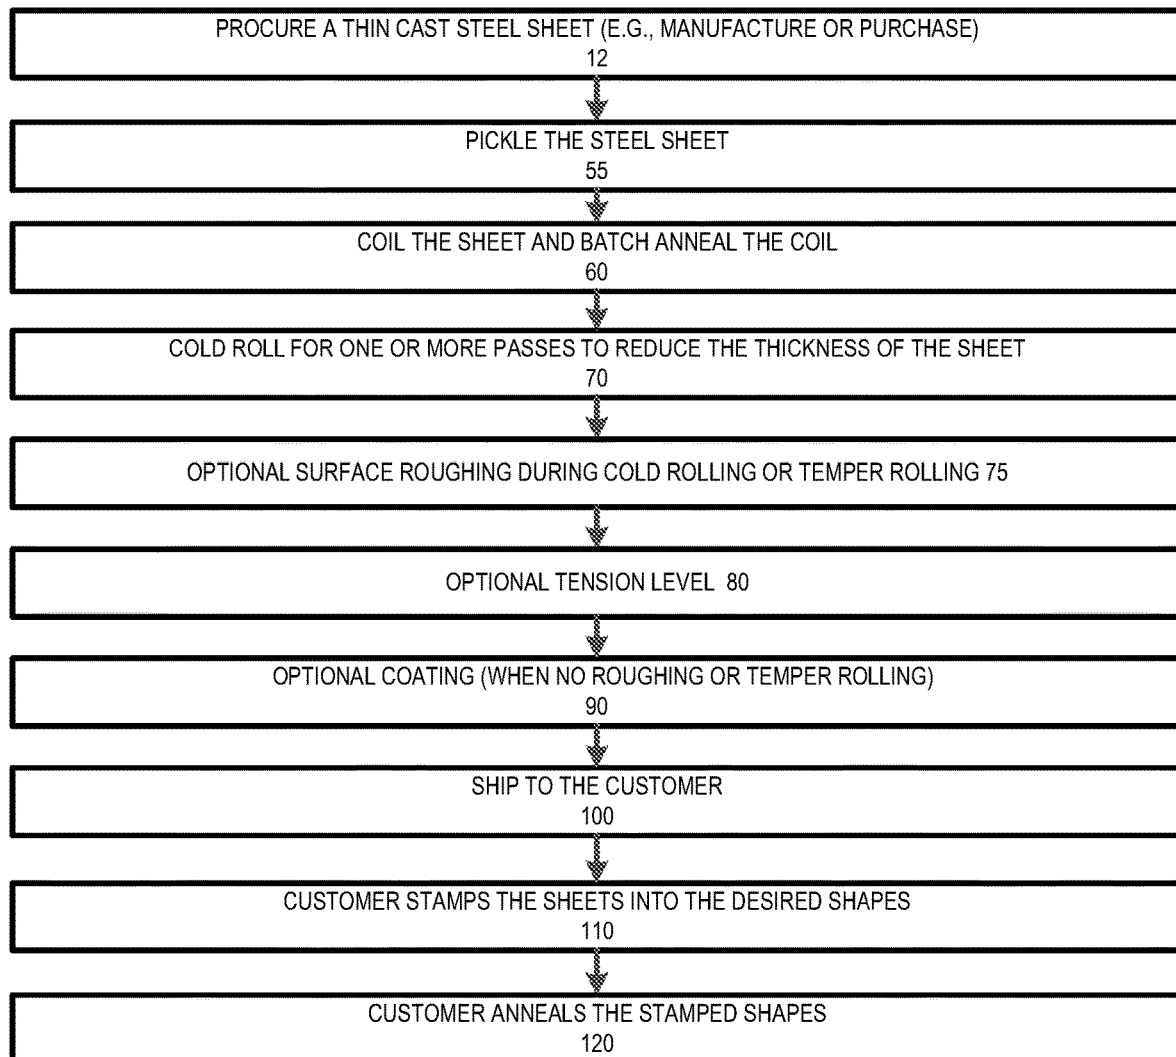 PROCURE A THIN CAST STEEL SHEET (E.G., MANUFACTURE OR PURCHASE)
12
PICKLE THE STEEL SHEET
55
COIL THE SHEET AND BATCH ANNEAL THE COIL
60
COLD ROLL FOR ONE OR MORE PASSES TO REDUCE THE THICKNESS OF THE SHEET
70
OPTIONAL SURFACE ROUGHING DURING COLD ROLLING OR TEMPER ROLLING 75
OPTIONAL TENSION LEVEL 80
OPTIONAL COATING (WHEN NO ROUGHING OR TEMPER ROLLING)
90
SHIP TO THE CUSTOMER
100
CUSTOMER STAMPS THE SHEETS INTO THE DESIRED SHAPES
110
CUSTOMER ANNEALS THE STAMPED SHAPES
120